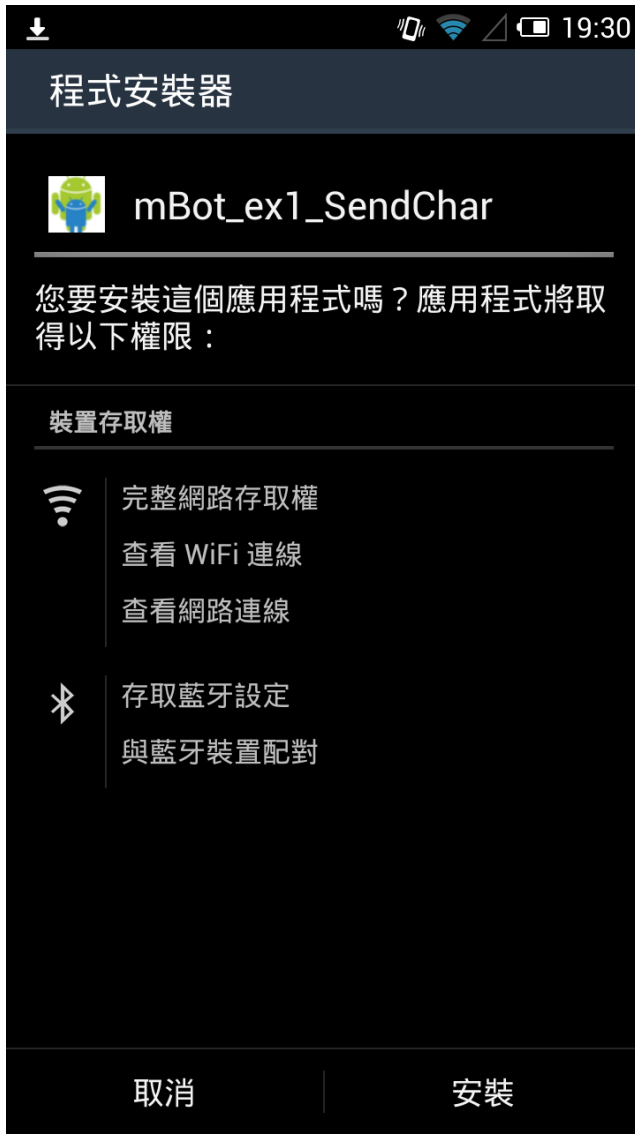 19:30
程式安裝器
mBot_ex1_SendChar
您要安裝這個應用程式嗎？應用程式將取
得以下權限：
裝置存取權
完整網路存取權
查看 WiFi 連線
查看網路連線
存取藍牙設定
與藍牙裝置配對
取消
安裝